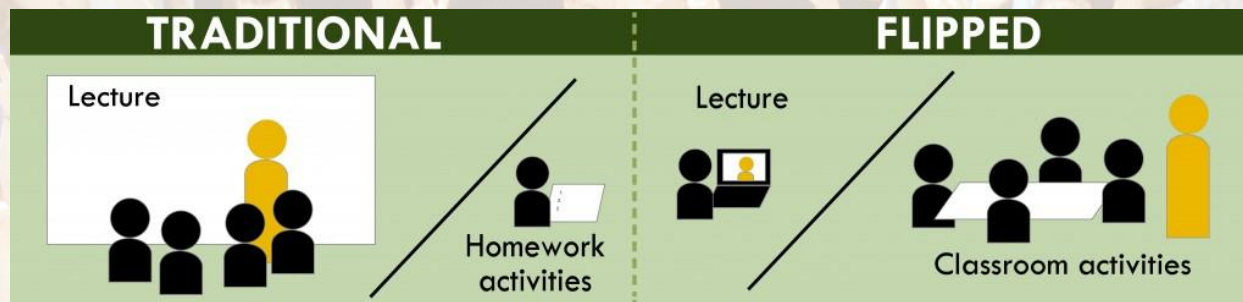 TRADITIONAL
Lecture
Homework
activities
FLIPPED
Lecture
Classroom activities